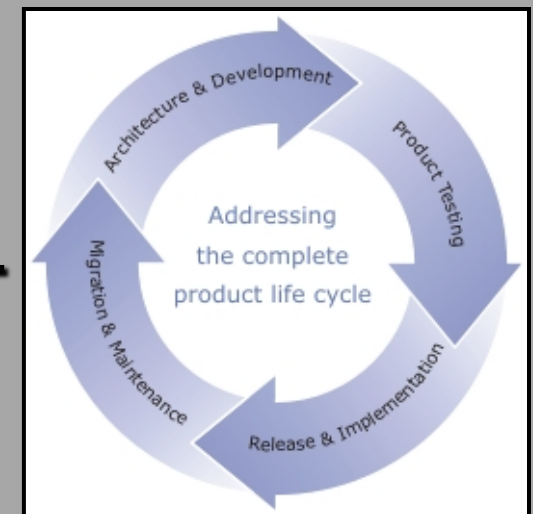 Architecture & Development
Product Testing
Addressing
the complete
product life cycle
Migration & Maintenance
Release & Implementation